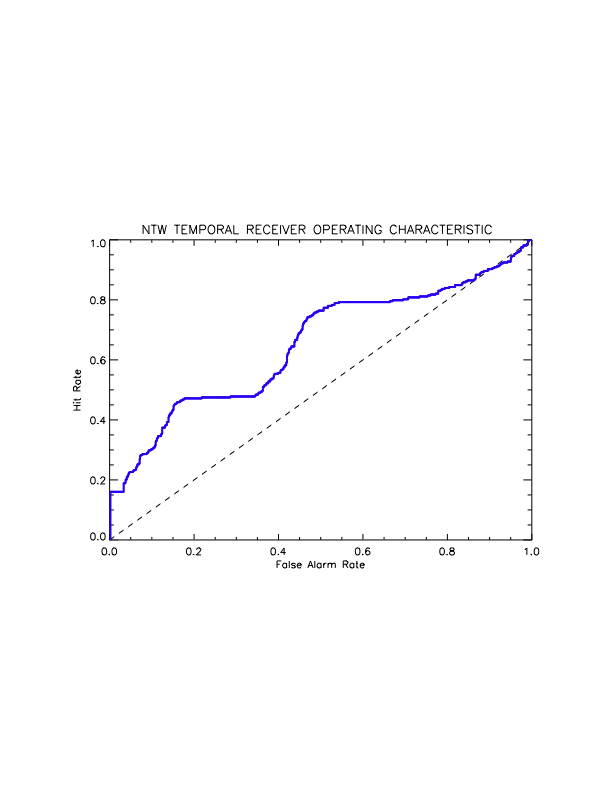 NTW TEMPORAL RECEIVER OPERATING CHARACTERISTIC
1.0
0.8
0.6
0.4
0.2
0.0
Hit Rate
0.0 0.2 0.4 0.6 0.8 1.0
False Alarm Rate